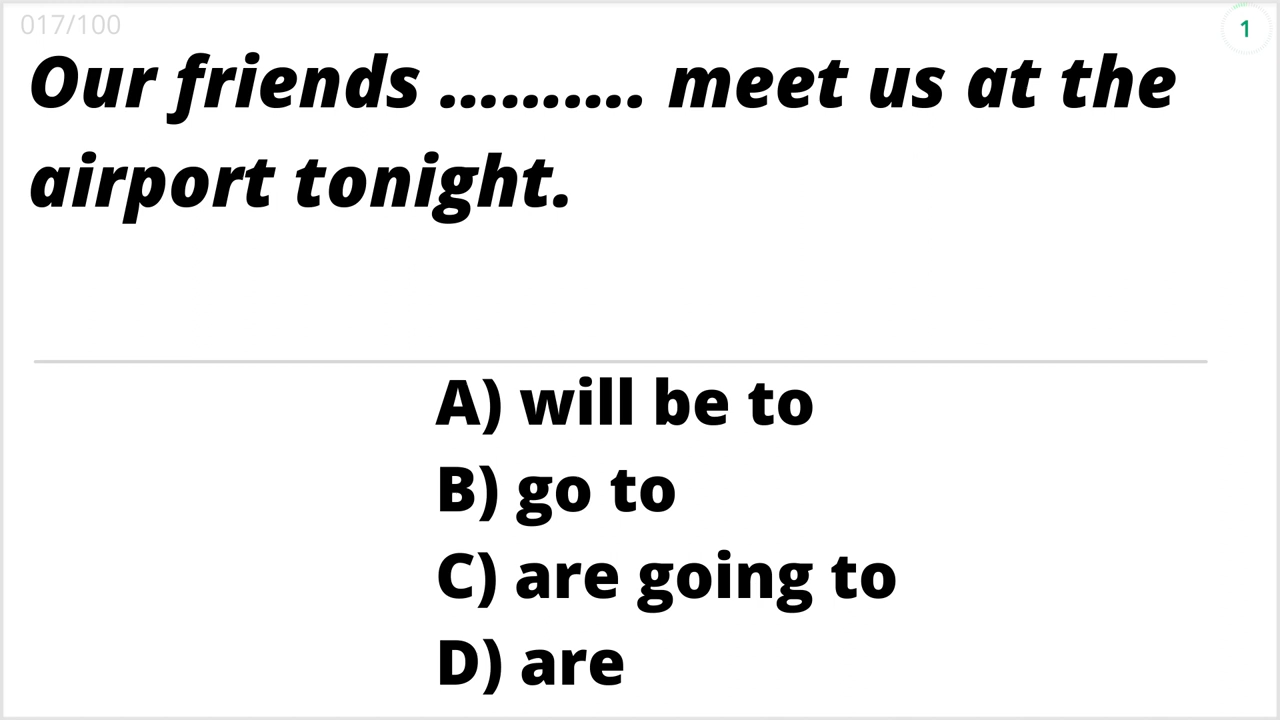 017/100
1
Our friends .......... meet us at the
airport tonight.
A) will be to
B) go to
C) are going to
D) are